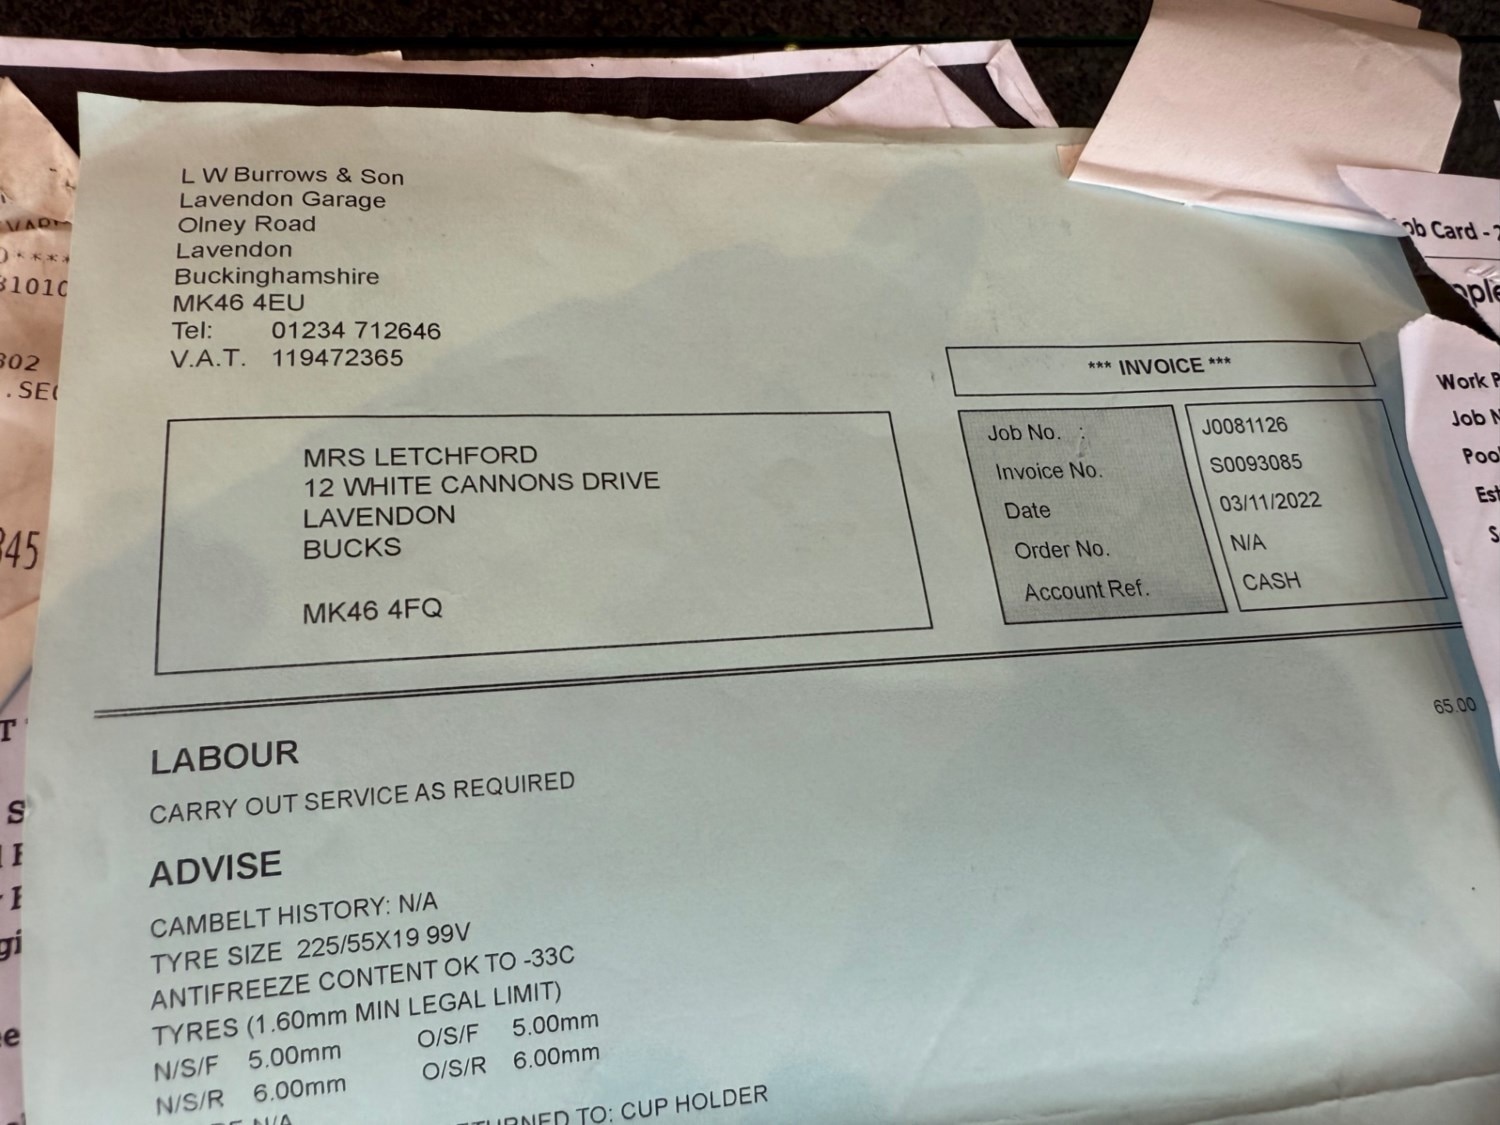 L W Burrows & Son
Lavendon Garage
Olney Road
Lavendon
Buckinghamshire
MK46 4EU
Tel: 01234 712646
V.A.T. 119472365
*** INVOICE ***
MRS LETCHFORD
12 WHITE CANNONS DRIVE
LAVENDON
BUCKS
MK46 4FQ
Job No. : J0081126
Invoice No. S0093085
Date 03/11/2022
Order No. N/A
Account Ref. CASH
65.00
LABOUR
CARRY OUT SERVICE AS REQUIRED
ADVISE
CAMBELT HISTORY: N/A
TYRE SIZE 225/55X19 99V
ANTIFREEZE CONTENT OK TO -33C
TYRES (1.60mm MIN LEGAL LIMIT)
N/S/F 5.00mm O/S/F 5.00mm
N/S/R 6.00mm O/S/R 6.00mm
N/A TO: CUP HOLDER
Card -
Work
Job